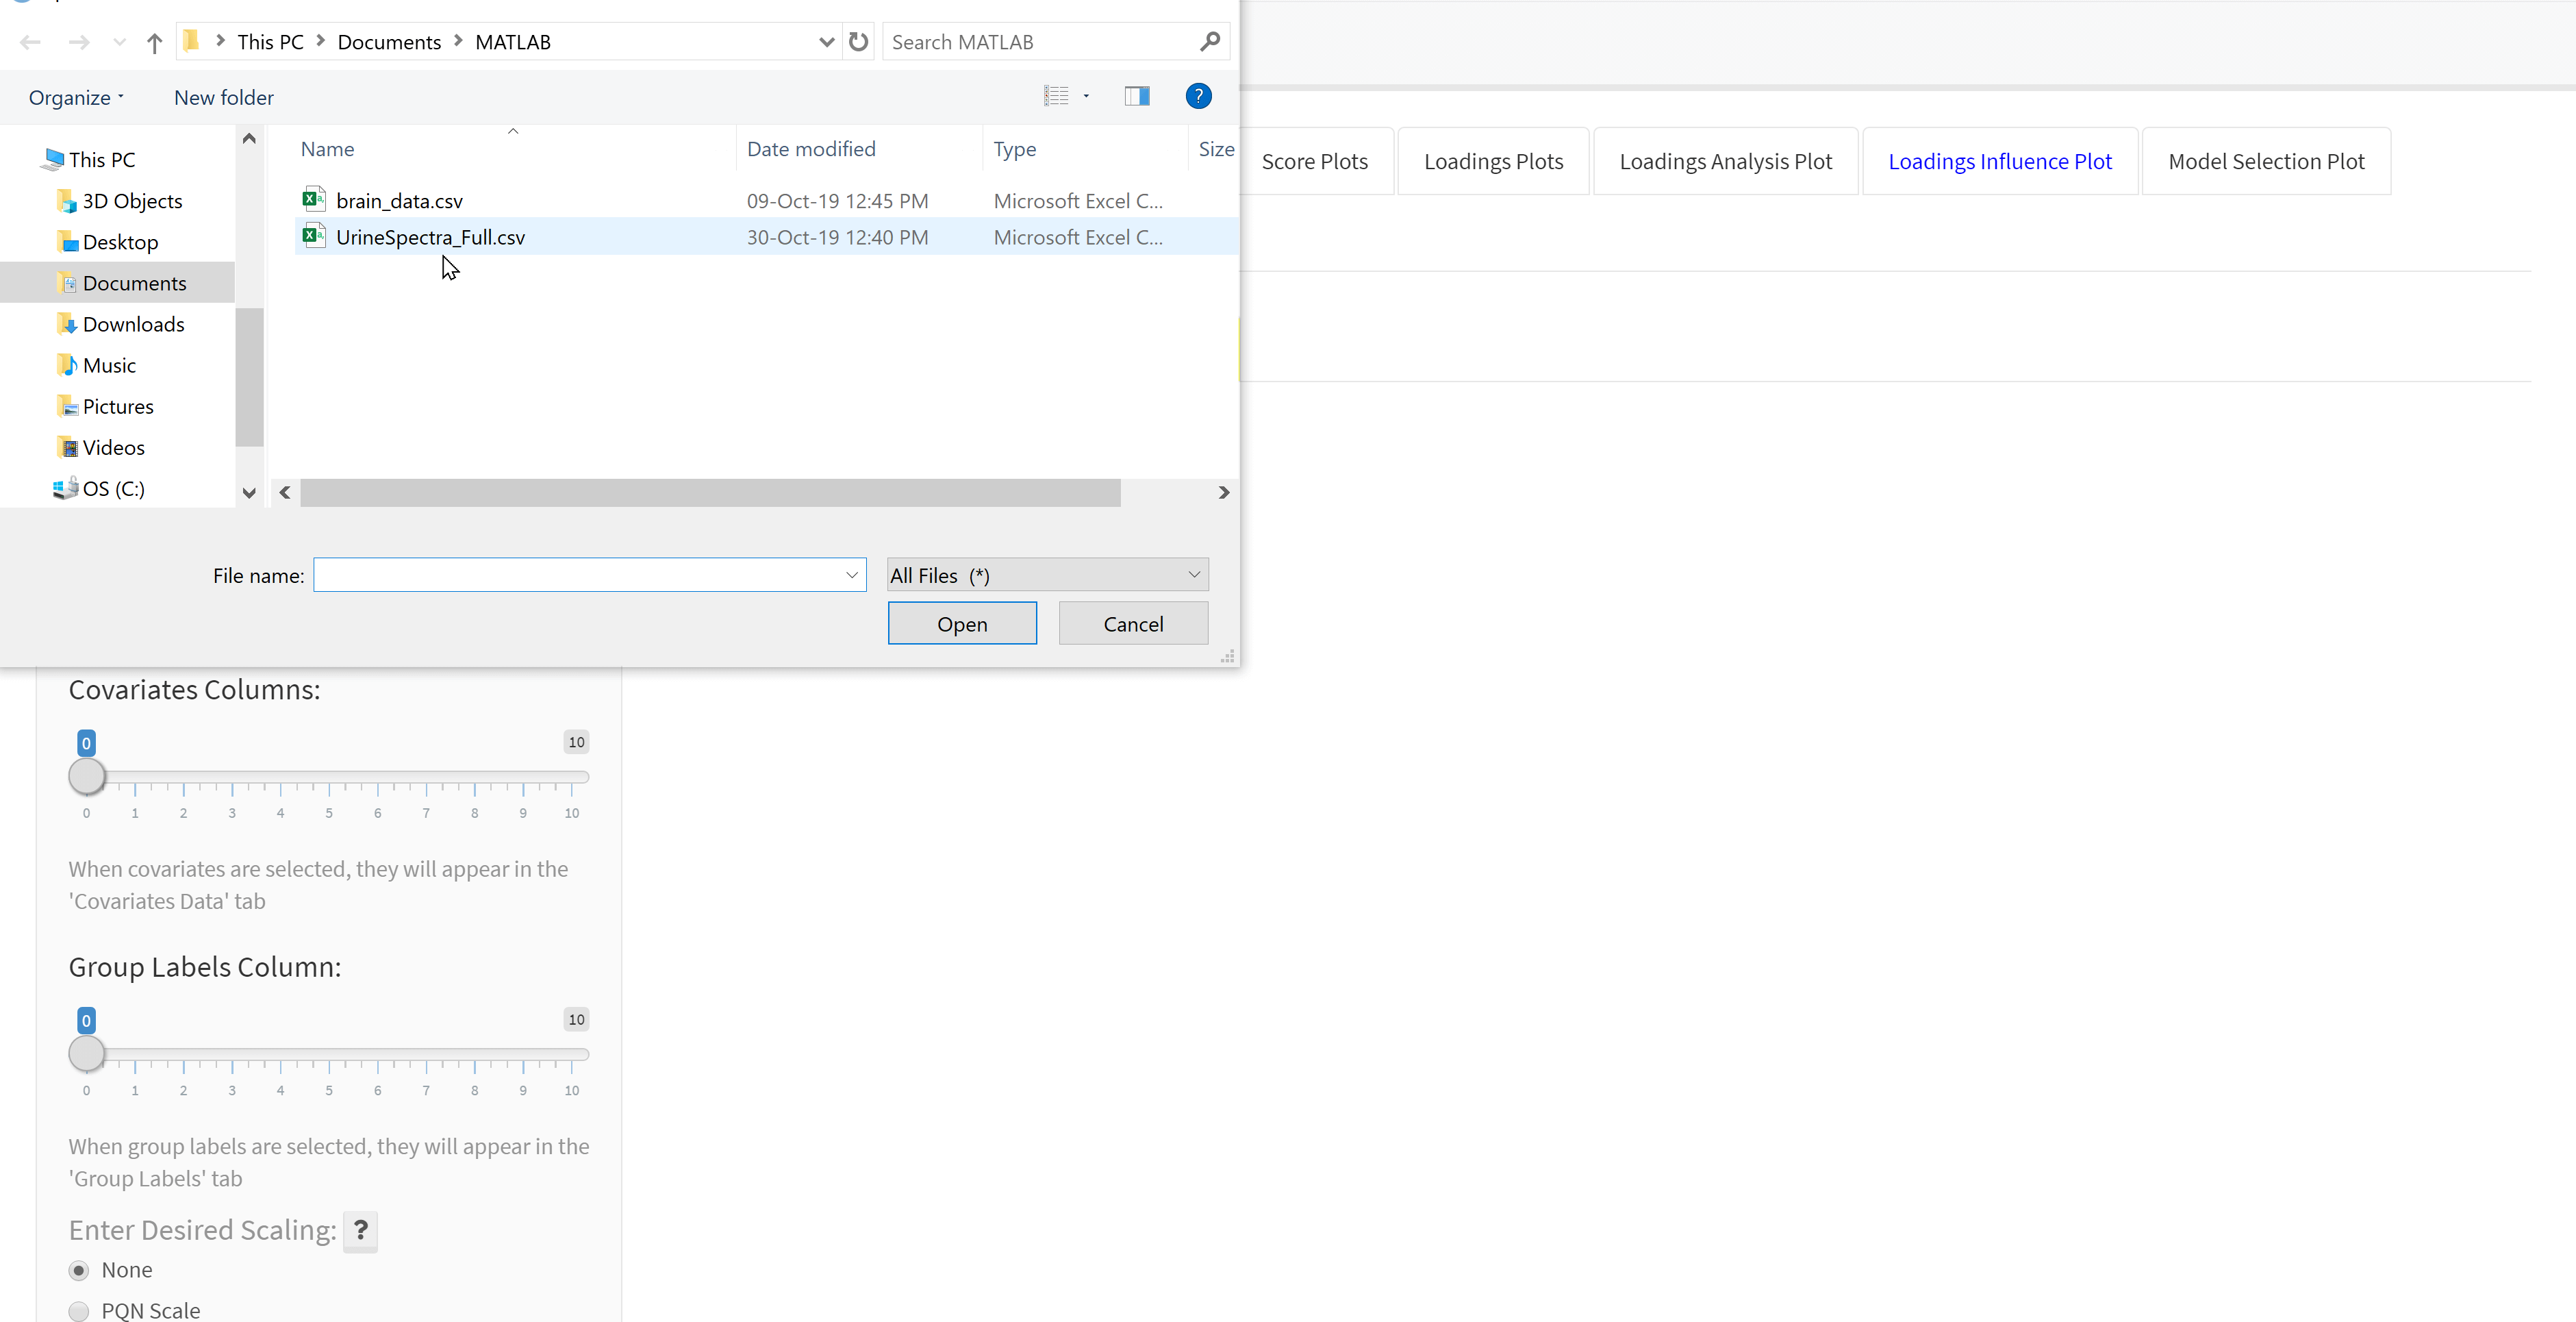 This PC > Documents > MATLAB
Search MATLAB
Organize
New folder
Name
Date modified
Type
Size
This PC
3D Objects
Desktop
Documents
Downloads
Music
Pictures
Videos
OS (C:)
brain_data.csv 09-Oct-19 12:45 PM Microsoft Excel C...
UrineSpectra_Full.csv 30-Oct-19 12:40 PM Microsoft Excel C...
File name:
All Files (*)
Open
Cancel
Score Plots
Loadings Plots
Loadings Analysis Plot
Loadings Influence Plot
Model Selection Plot
Covariates Columns:
0 10
0 1 2 3 4 5 6 7 8 9 10
When covariates are selected, they will appear in the
'Covariates Data' tab
Group Labels Column:
0 10
0 1 2 3 4 5 6 7 8 9 10
When group labels are selected, they will appear in the
'Group Labels' tab
Enter Desired Scaling: ?
None
PQN Scale